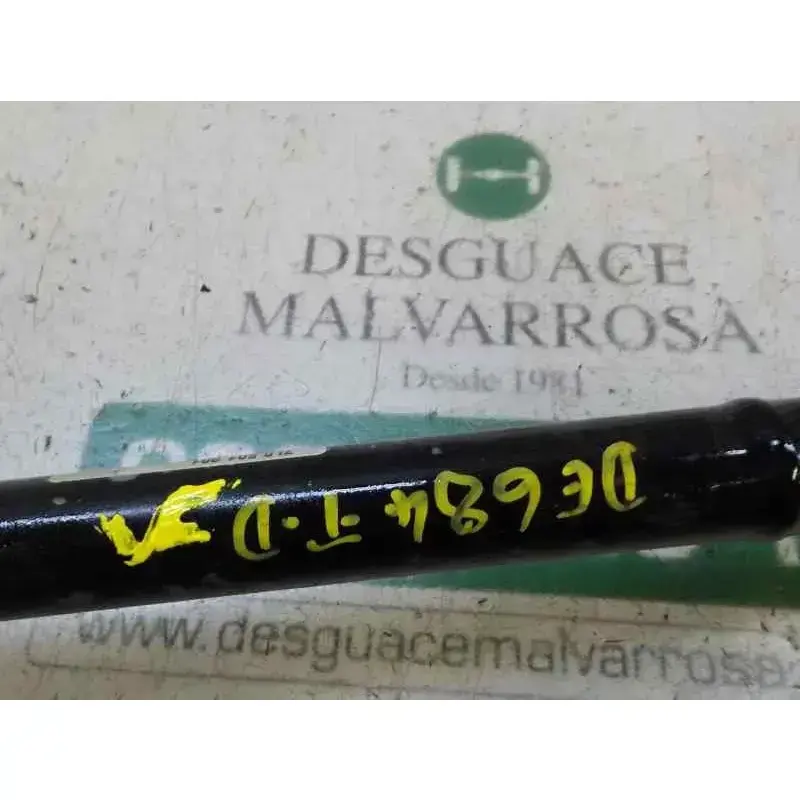 DESGUACE
MALVARROSA
Desde 1981
DE684 T.D
www.desguacemalvarrosa